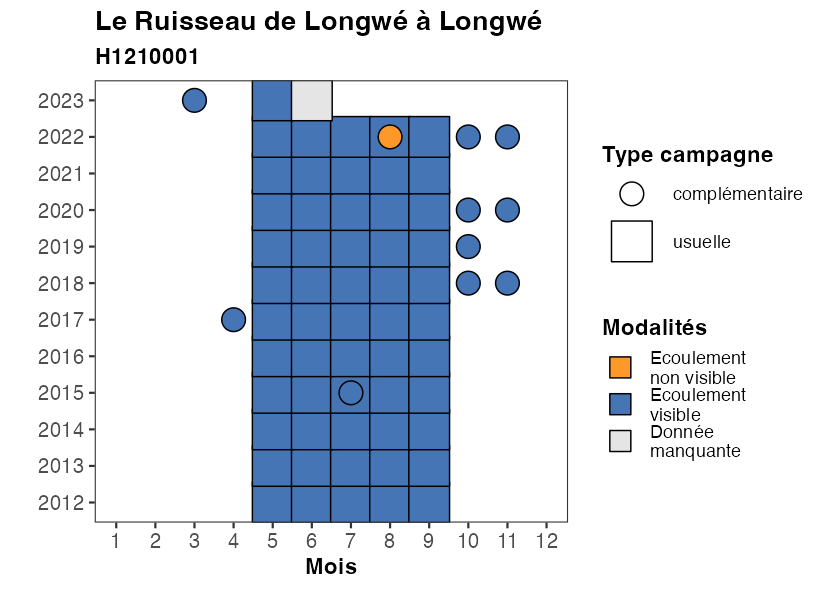 Le Ruisseau de Longwé à Longwé
H1210001
2023
2022
2021
2020
2019
2018
2017
2016
2015
2014
2013
2012
1 2 3 4 5 6 7 8 9 10 11 12
Mois
Type campagne
complémentaire
usuelle
Modalités
Ecoulement
non visible
Ecoulement
visible
Donnée
manquante